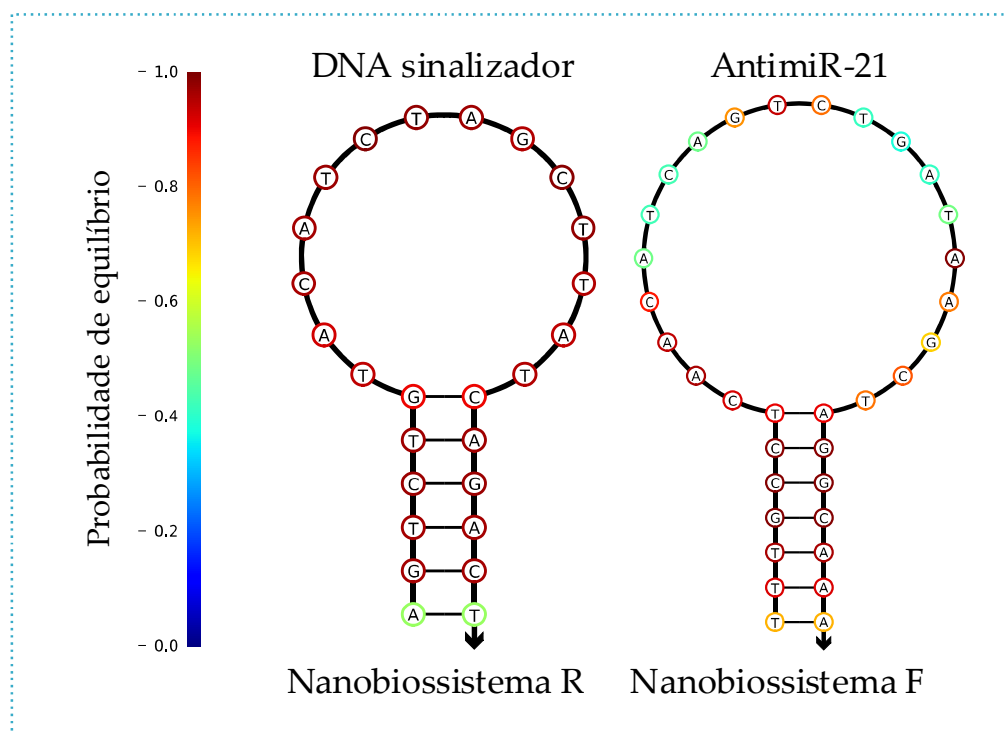 DNA sinalizador
AntimiR-21
Probabilidade de equilíbrio
1.0
0.8
0.6
0.4
0.2
0.0
A G T C T G T A C A T C T A G C T T A T C A G A C T
T T T G C C T C A A C A T C A G T C T G A T A A G C T A G G C A A A
Nanobiossistema R
Nanobiossistema F